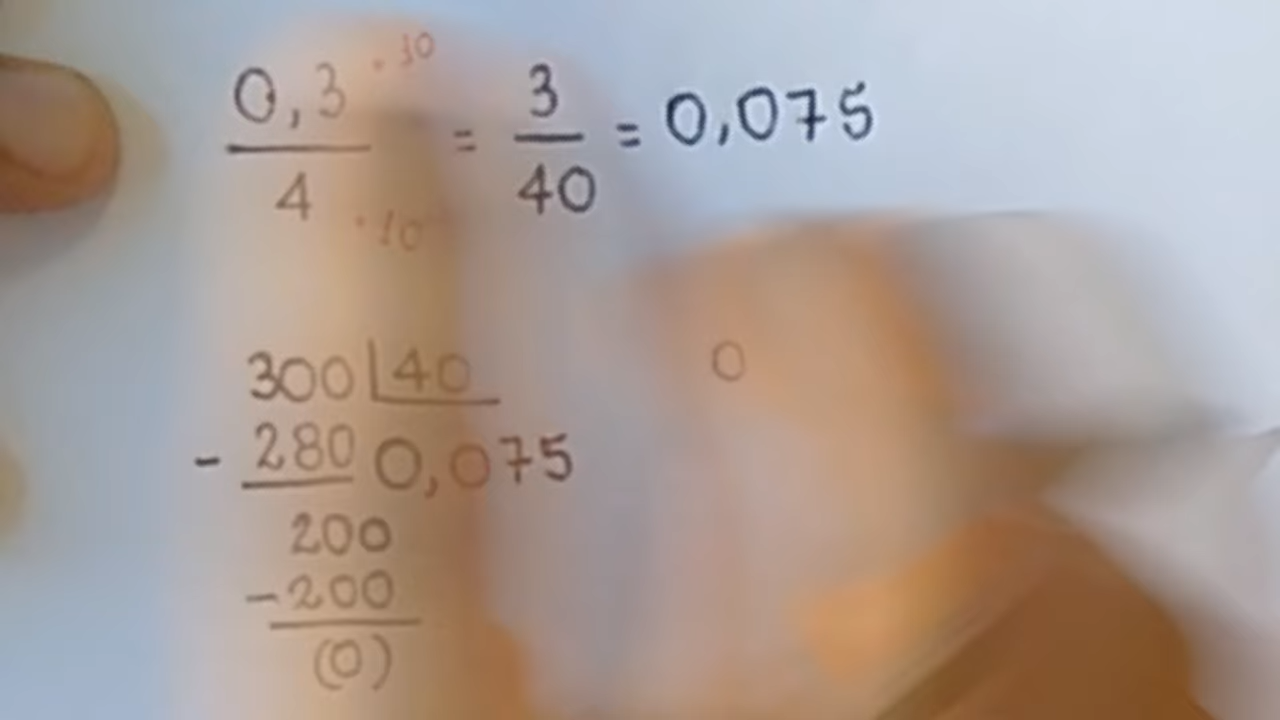 0,3 · 10 = 3 = 0,075
4 · 10 40
300 40 0
- 280 0,075
200
- 200
(0)